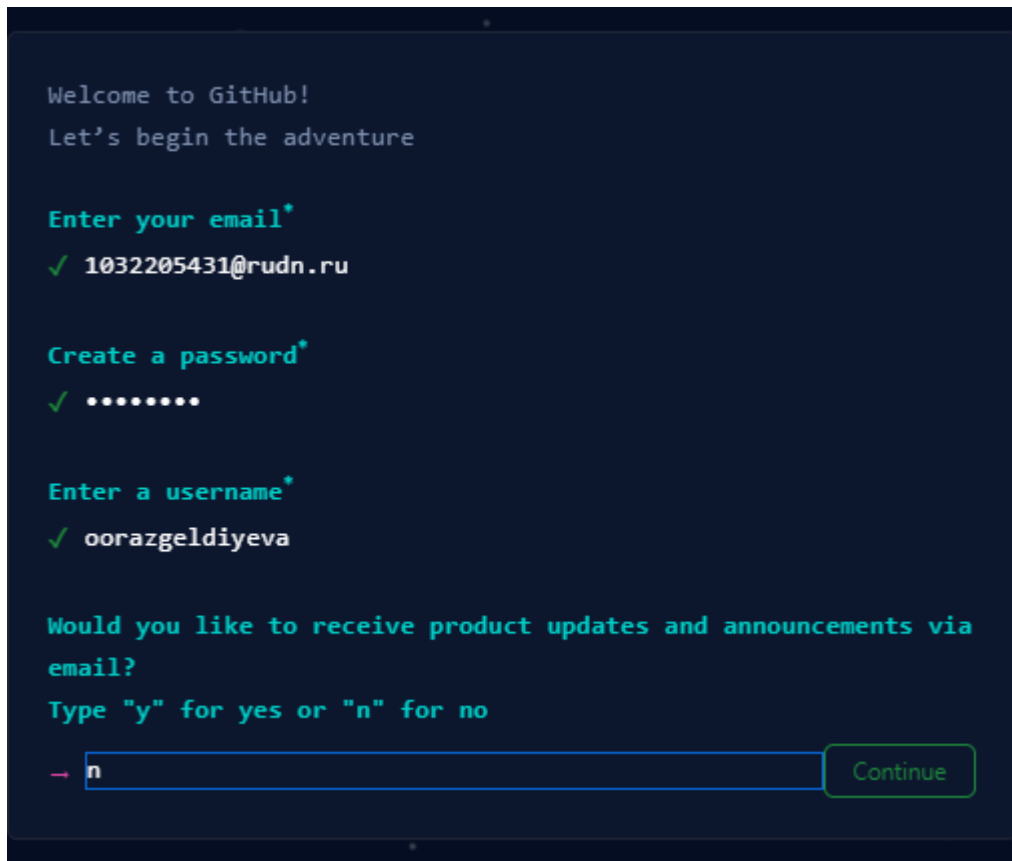 Welcome to GitHub!
Let’s begin the adventure
Enter your email*
✓ 1032205431@rudn.ru
Create a password*
✓ ••••••••
Enter a username*
✓ oorazgeldiyeva
Would you like to receive product updates and announcements via
email?
Type "y" for yes or "n" for no
→ n Continue